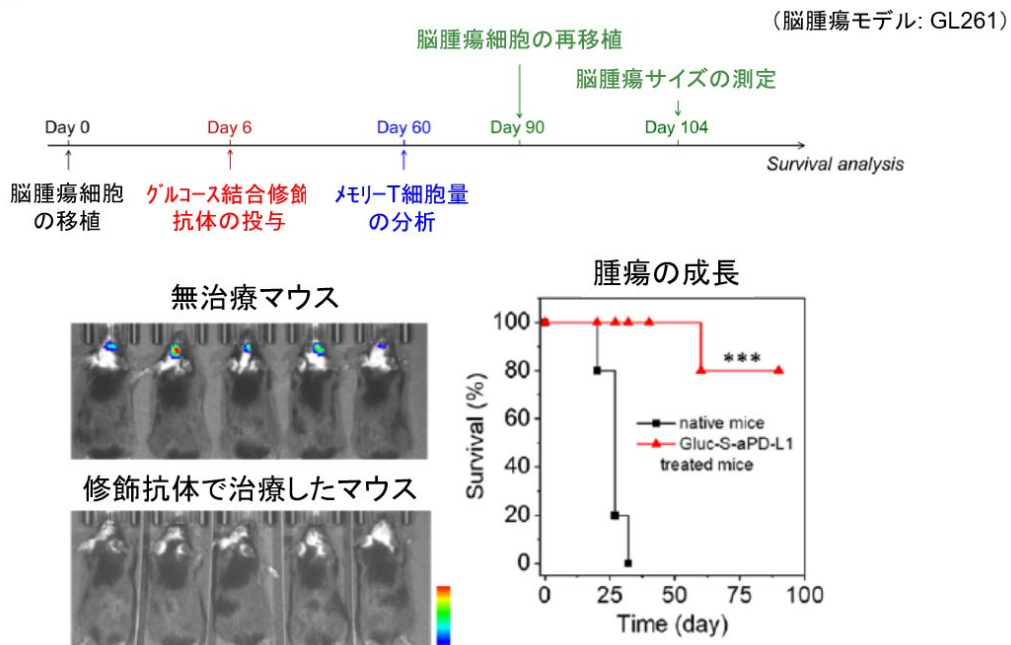 （脳腫瘍モデル: GL261）
脳腫瘍細胞の再移植
脳腫瘍サイズの測定
Day 0
Day 6
Day 60
Day 90
Day 104
Survival analysis
脳腫瘍細胞
の移植
グルコース結合修飾
抗体の投与
メモリーT細胞量
の分析
無治療マウス
修飾抗体で治療したマウス
腫瘍の成長
100
80
60
40
20
0
Survival (%)
***
native mice
Gluc-S-aPD-L1
treated mice
0
25
50
75
100
Time (day)